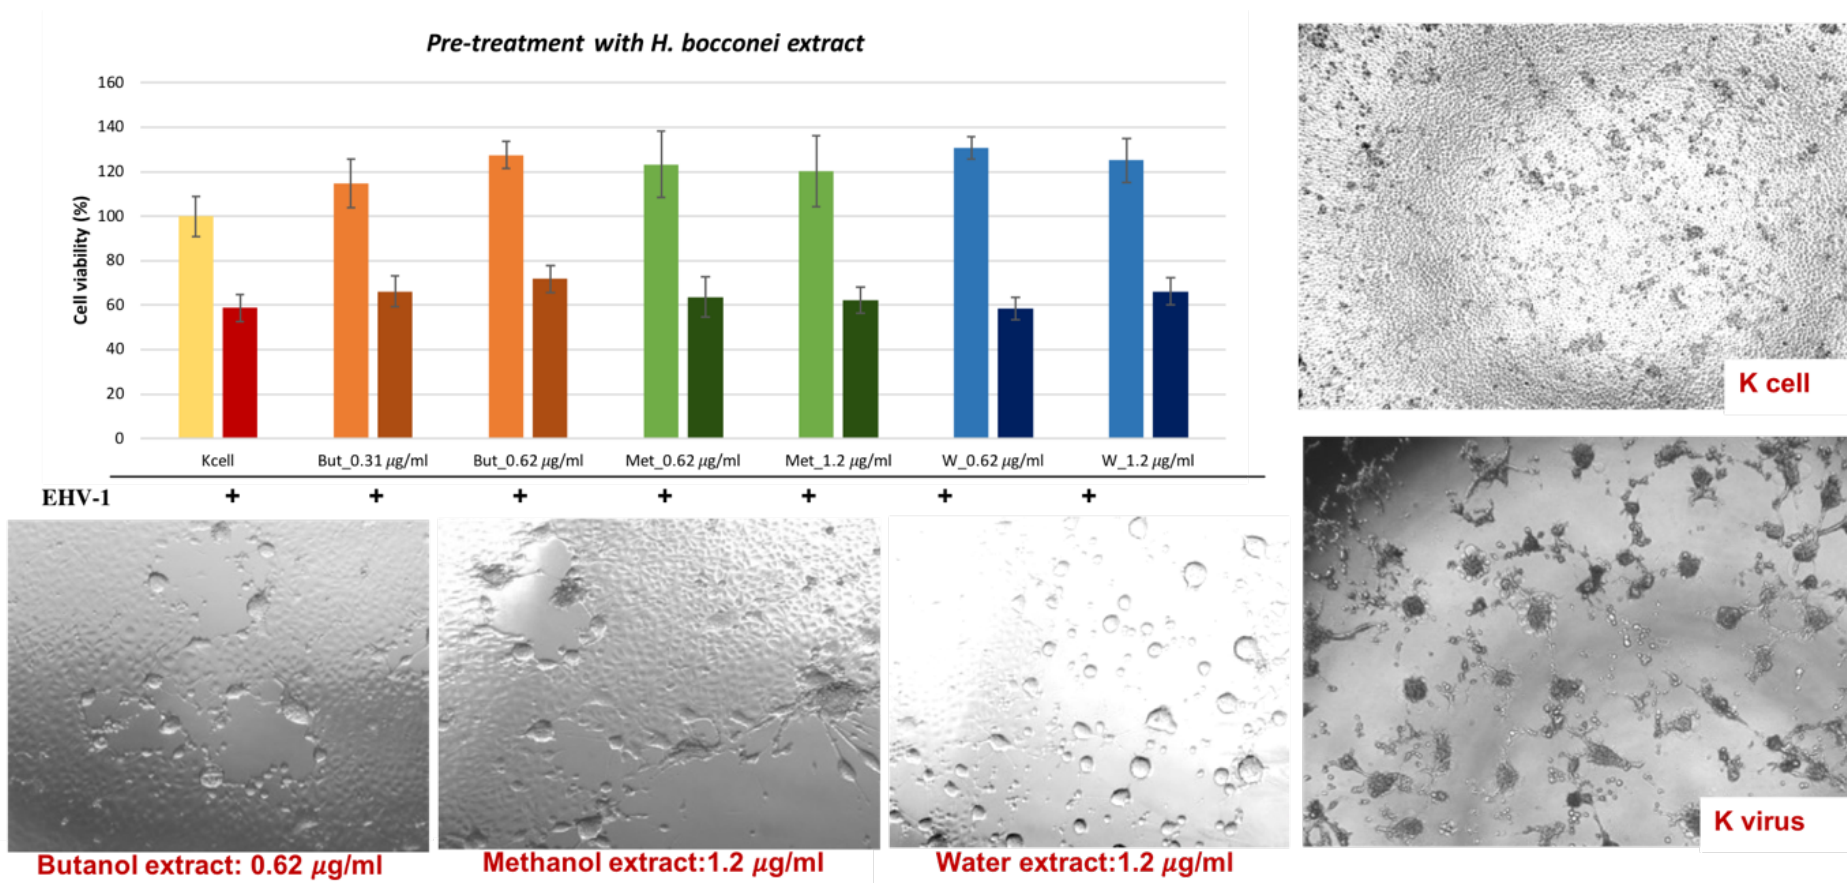 Pre-treatment with H. bocconei extract
Cell viability (%)
160
140
120
100
80
60
40
20
0
Kcell But_0.31 μg/ml But_0.62 μg/ml Met_0.62 μg/ml Met_1.2 μg/ml W_0.62 μg/ml W_1.2 μg/ml
EHV-1 + + + + + + +
K cell
K virus
Butanol extract: 0.62 μg/ml
Methanol extract:1.2 μg/ml
Water extract:1.2 μg/ml